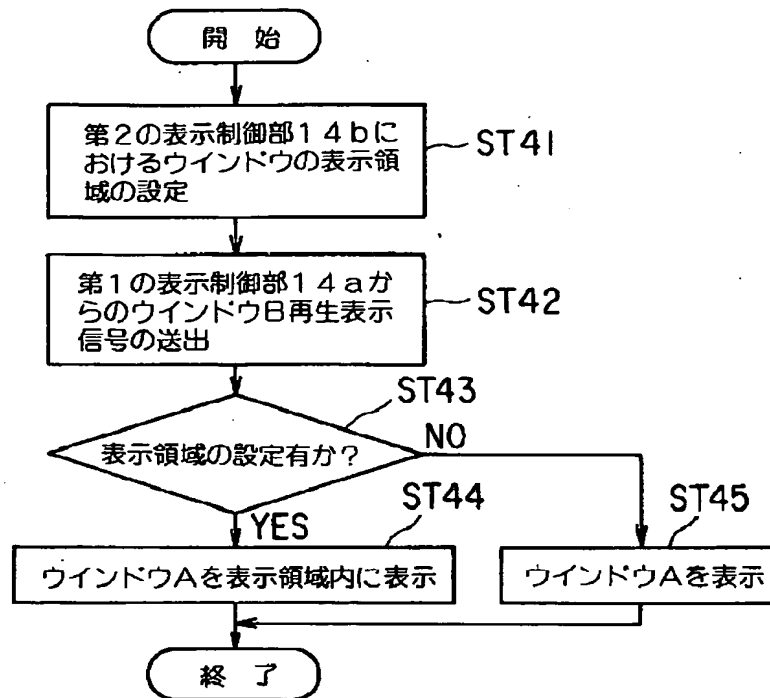 開 始
第2の表示制御部14bに
おけるウインドウの表示領
域の設定
ST41
第1の表示制御部14aか
らのウインドウB再生表示
信号の送出
ST42
ST43
表示領域の設定有か?
NO
YES
ST44
ST45
ウインドウAを表示領域内に表示
ウインドウAを表示
終 了